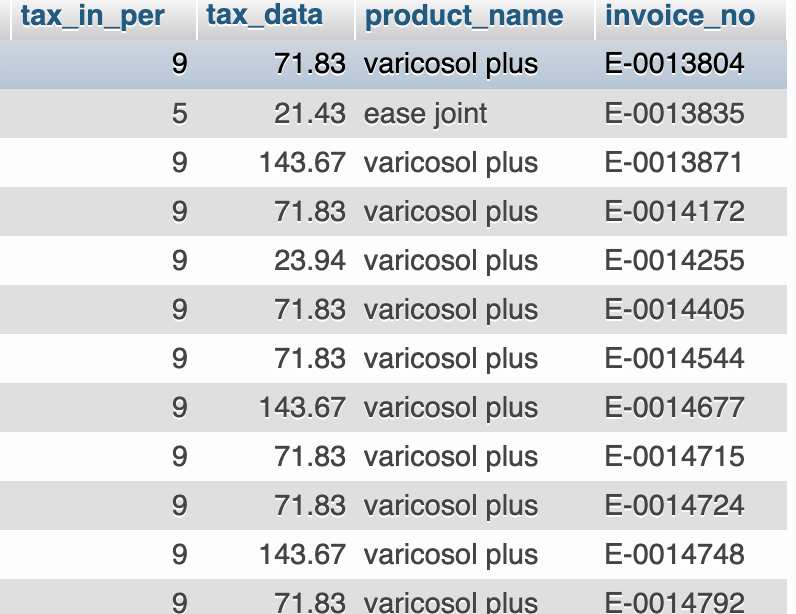 tax_in_per tax_data product_name invoice_no
9 71.83 varicosol plus E-0013804
5 21.43 ease joint E-0013835
9 143.67 varicosol plus E-0013871
9 71.83 varicosol plus E-0014172
9 23.94 varicosol plus E-0014255
9 71.83 varicosol plus E-0014405
9 71.83 varicosol plus E-0014544
9 143.67 varicosol plus E-0014677
9 71.83 varicosol plus E-0014715
9 71.83 varicosol plus E-0014724
9 143.67 varicosol plus E-0014748
9 71.83 varicosol plus E-0014792